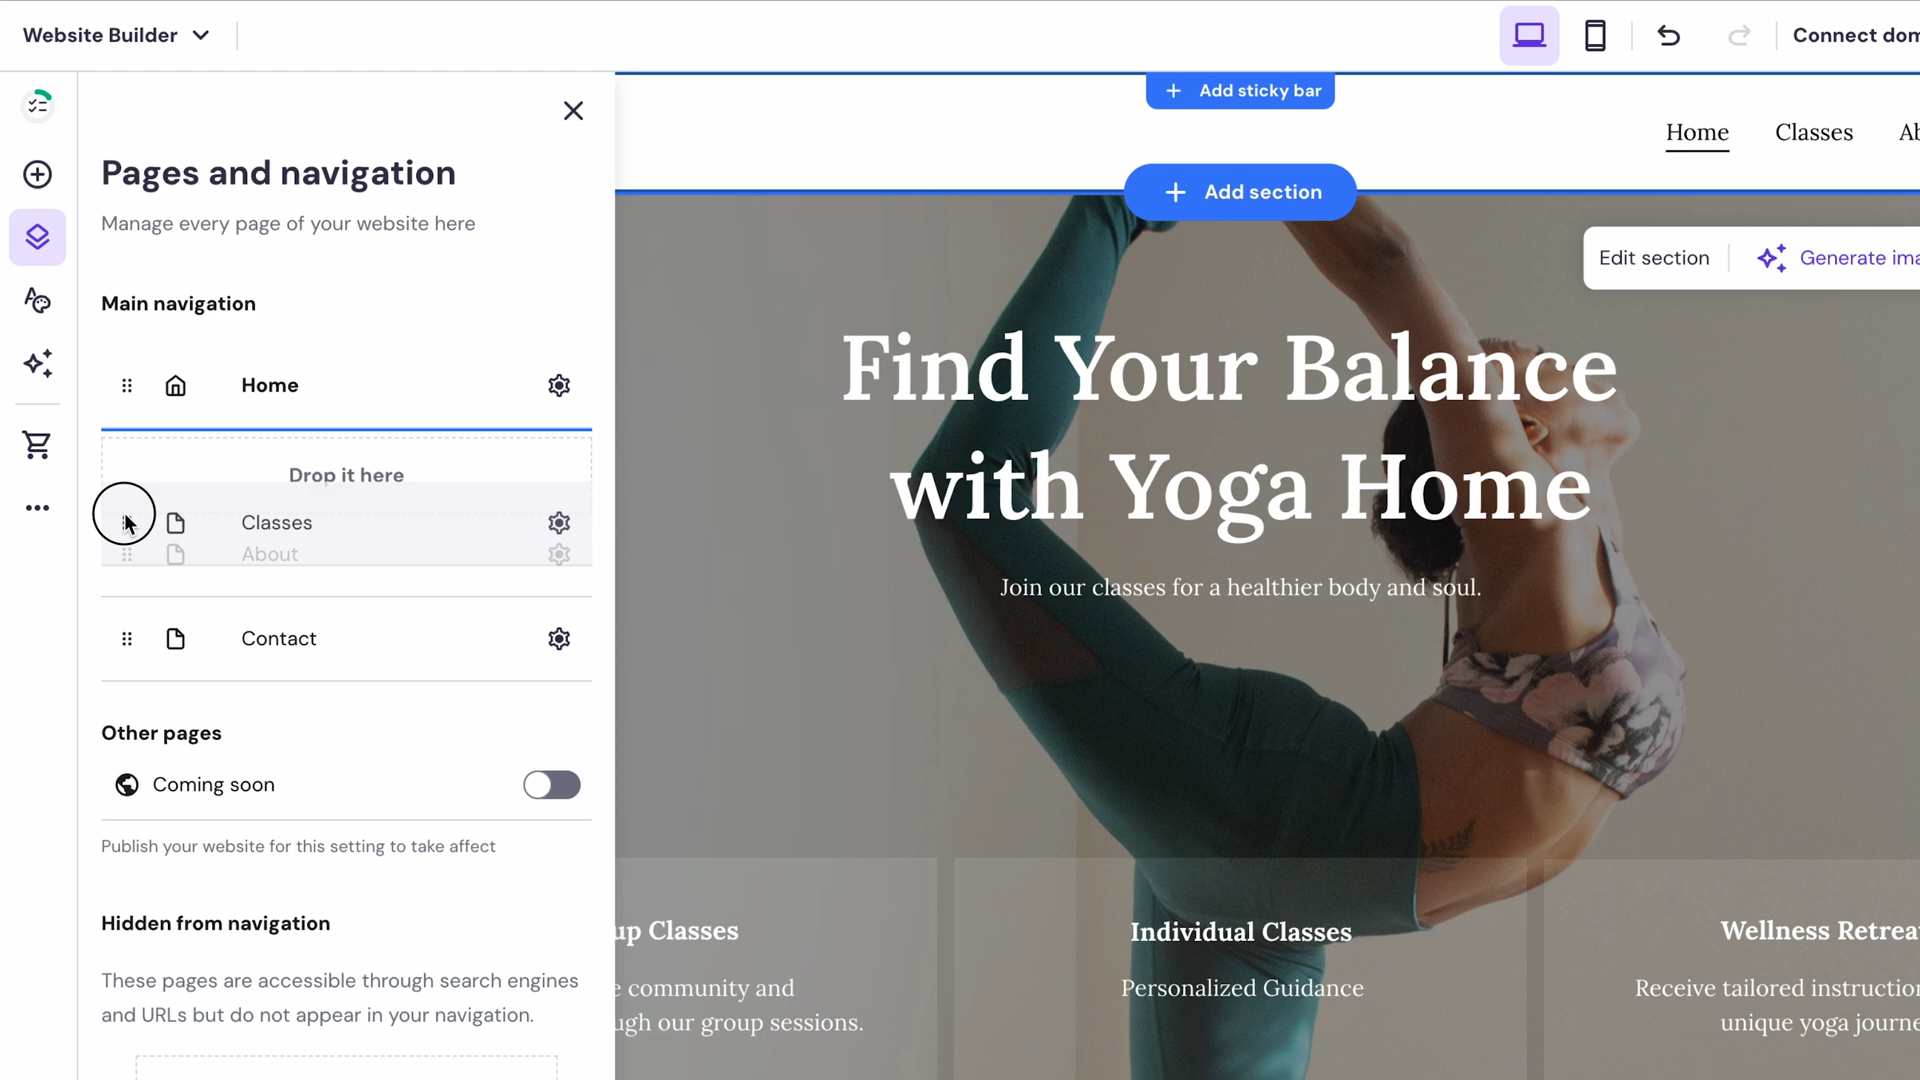 Website Builder
Connect dom
Add sticky bar
Home
Classes
Ab
Add section
Pages and navigation
Manage every page of your website here
Edit section
Generate ima
Main navigation
Home
Drop it here
Classes
About
Contact
Find Your Balance
with Yoga Home
Join our classes for a healthier body and soul.
Other pages
Coming soon
Publish your website for this setting to take affect
Hidden from navigation
These pages are accessible through search engines
and URLs but do not appear in your navigation.
up Classes
e community and
ugh our group sessions.
Individual Classes
Personalized Guidance
Wellness Retrea
Receive tailored instruction
unique yoga journe